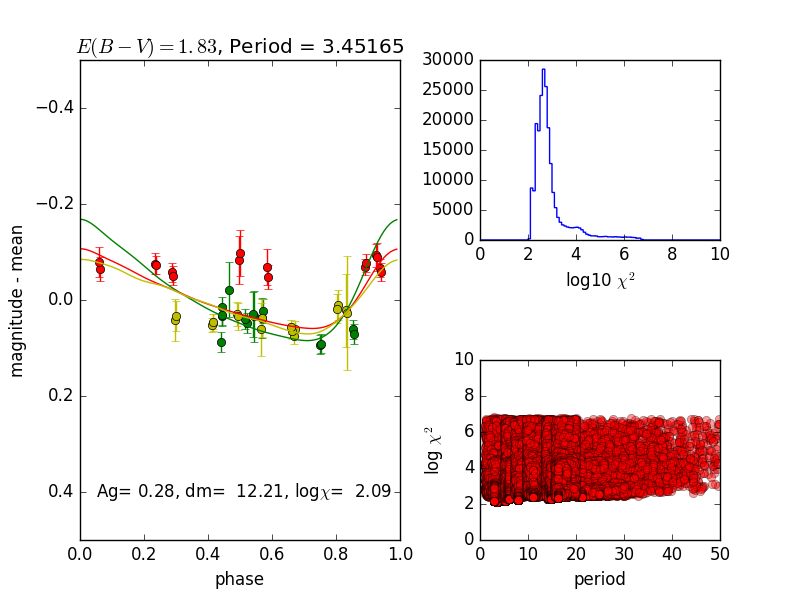 E(B − V) = 1.83, Period = 3.45165
−0.4
−0.2
0.0
0.2
0.4
magnitude - mean
Ag= 0.28, dm=  12.21, logχ=  2.09
0.0 0.2 0.4 0.6 0.8 1.0
phase
30000
25000
20000
15000
10000
5000
0
0 2 4 6 8 10
log10 χ²
10
8
6
4
2
0
log χ²
0 10 20 30 40 50
period